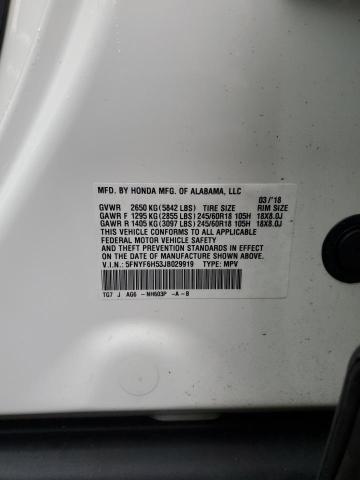 MFD. BY HONDA MFG. OF ALABAMA, LLC
03/'18
GVWR 2650 KG(5842 LBS) TIRE SIZE RIM SIZE
GAWR F 1295 KG(2855 LBS) 245/60R18 105H 18X8.0J
GAWR R 1405 KG(3097 LBS) 245/60R18 105H 18X8.0J
THIS VEHICLE CONFORMS TO ALL APPLICABLE
FEDERAL MOTOR VEHICLE SAFETY AND
THEFT PREVENTION STANDARDS IN EFFECT ON
THE DATE OF MANUFACTURE SHOWN ABOVE.
V.I.N.: 5FNYF6H53JB029919 TYPE: MPV
TG7 J AG6 -NH603P -A -B